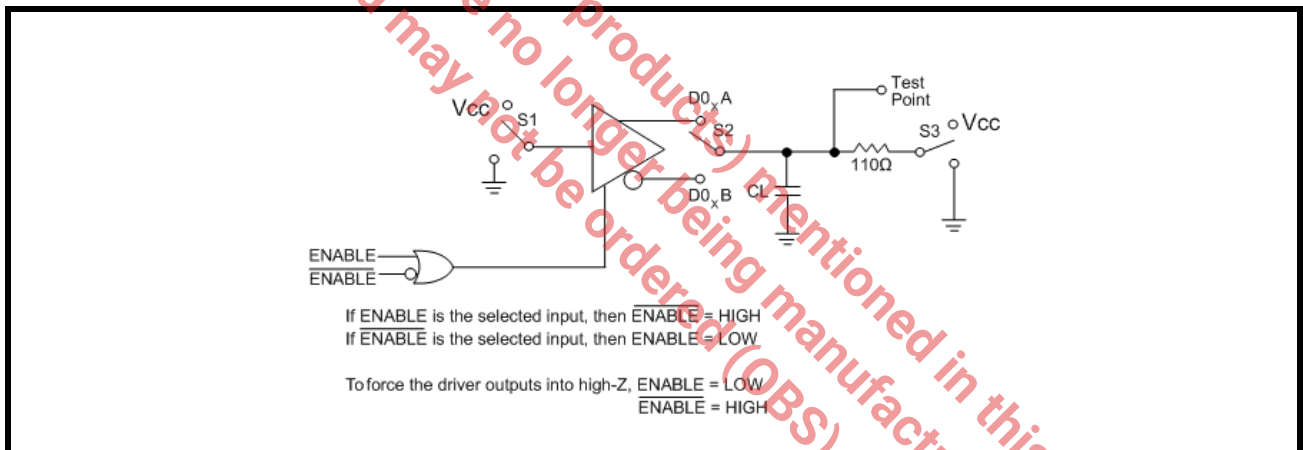 products) mentioned in this
e no longer being manufact
d may not be ordered (OBS)
Test
Point
D0xA
Vcc
S1
S2
S3
Vcc
110Ω
D0xB
CL
ENABLE
ENABLE
If ENABLE is the selected input, then ENABLE = HIGH
If ENABLE is the selected input, then ENABLE = LOW
To force the driver outputs into high-Z, ENABLE = LOW
ENABLE = HIGH